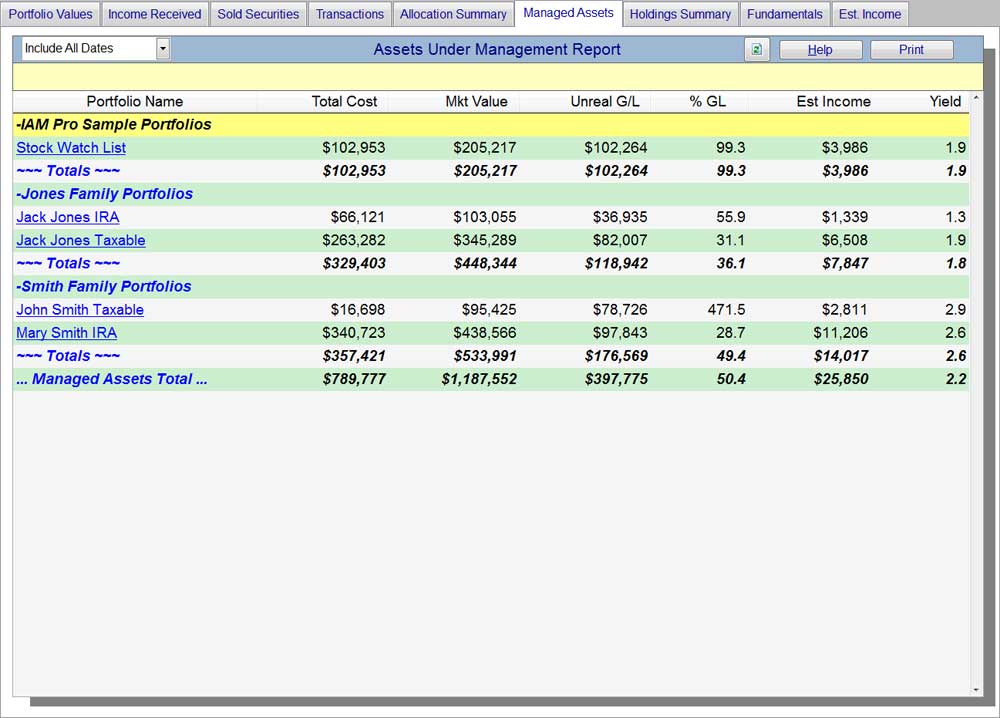 Portfolio Values Income Received Sold Securities Transactions Allocation Summary Managed Assets Holdings Summary Fundamentals Est. Income
Include All Dates Assets Under Management Report Help Print
Portfolio Name Total Cost Mkt Value Unreal G/L % GL Est Income Yield
-IAM Pro Sample Portfolios
Stock Watch List $102,953 $205,217 $102,264 99.3 $3,986 1.9
~~~ Totals ~~~ $102,953 $205,217 $102,264 99.3 $3,986 1.9
-Jones Family Portfolios
Jack Jones IRA $66,121 $103,055 $36,935 55.9 $1,339 1.3
Jack Jones Taxable $263,282 $345,289 $82,007 31.1 $6,508 1.9
~~~ Totals ~~~ $329,403 $448,344 $118,942 36.1 $7,847 1.8
-Smith Family Portfolios
John Smith Taxable $16,698 $95,425 $78,726 471.5 $2,811 2.9
Mary Smith IRA $340,723 $438,566 $97,843 28.7 $11,206 2.6
~~~ Totals ~~~ $357,421 $533,991 $176,569 49.4 $14,017 2.6
... Managed Assets Total ... $789,777 $1,187,552 $397,775 50.4 $25,850 2.2